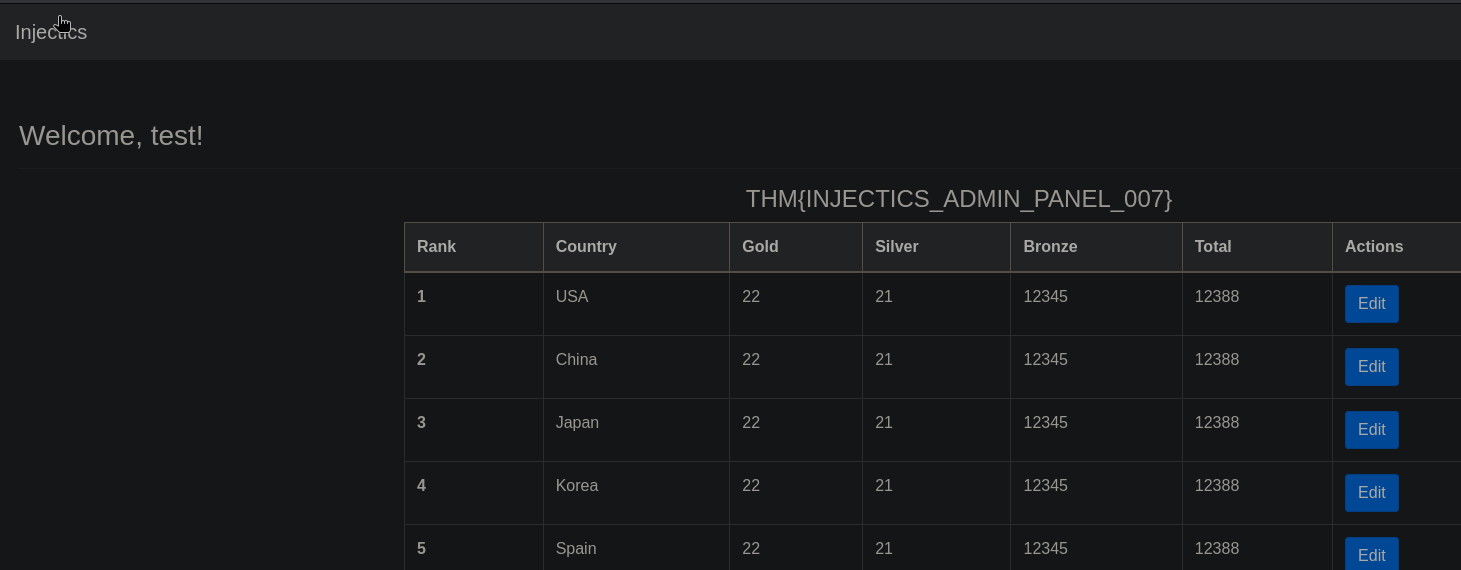 Injectics
Welcome, test!
THM{INJECTICS_ADMIN_PANEL_007}
Rank Country Gold Silver Bronze Total Actions
1 USA 22 21 12345 12388 Edit
2 China 22 21 12345 12388 Edit
3 Japan 22 21 12345 12388 Edit
4 Korea 22 21 12345 12388 Edit
5 Spain 22 21 12345 12388 Edit